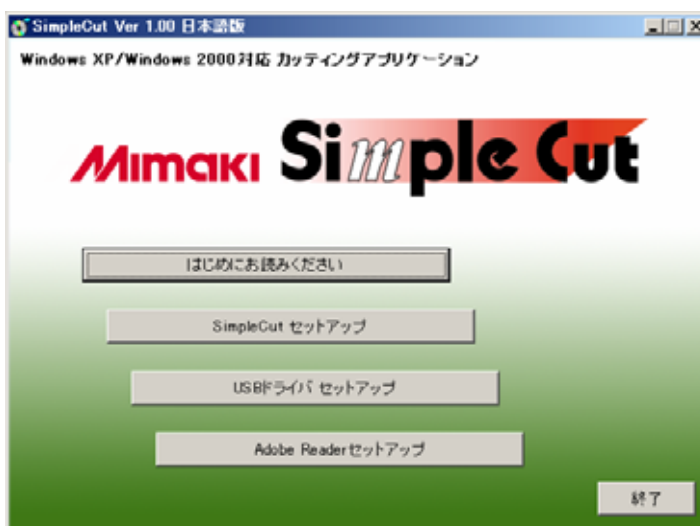 SimpleCut Ver 1.00 日本語版
Windows XP/Windows 2000対応 カッティングアプリケーション
MIMAKI Simple Cut
はじめにお読みください
SimpleCut セットアップ
USBドライバ セットアップ
Adobe Readerセットアップ
終了